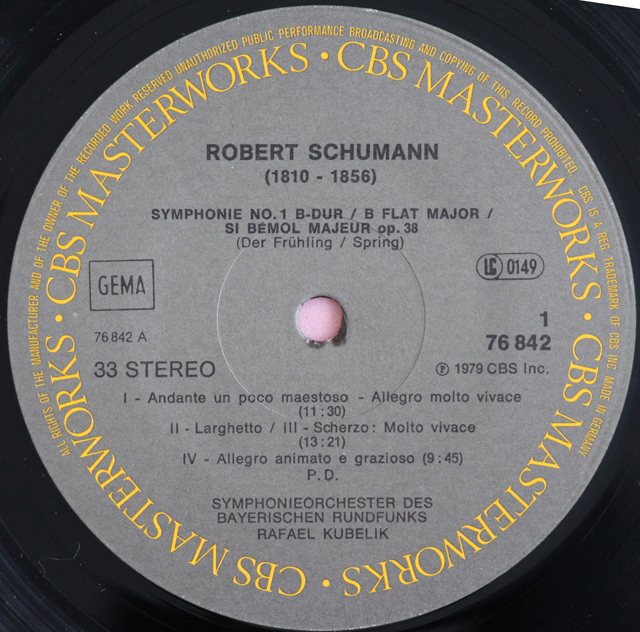 ALL RIGHTS OF THE MANUFACTURER AND OF THE OWNER OF THE RECORDED WORK RESERVED UNAUTHORIZED PUBLIC PERFORMANCE BROADCASTING AND COPYING OF THIS RECORD PROHIBITED. CBS IS A REG. TRADEMARK OF CBS INC. MADE IN GERMANY
CBS MASTERWORKS • CBS MASTERWORKS • CBS MASTERWORKS • CBS MASTERWORKS •
ROBERT SCHUMANN
(1810 - 1856)
SYMPHONIE NO. 1 B-DUR / B FLAT MAJOR /
SI BÉMOL MAJEUR op. 38
(Der Frühling / Spring)
GEMA
LC 0149
76 842 A
1
76 842
33 STEREO
Ⓟ 1979 CBS Inc.
I - Andante un poco maestoso - Allegro molto vivace
(11:30)
II - Larghetto / III - Scherzo: Molto vivace
(13:21)
IV - Allegro animato e grazioso (9:45)
P. D.
SYMPHONIEORCHESTER DES
BAYERISCHEN RUNDFUNKS
RAFAEL KUBELIK